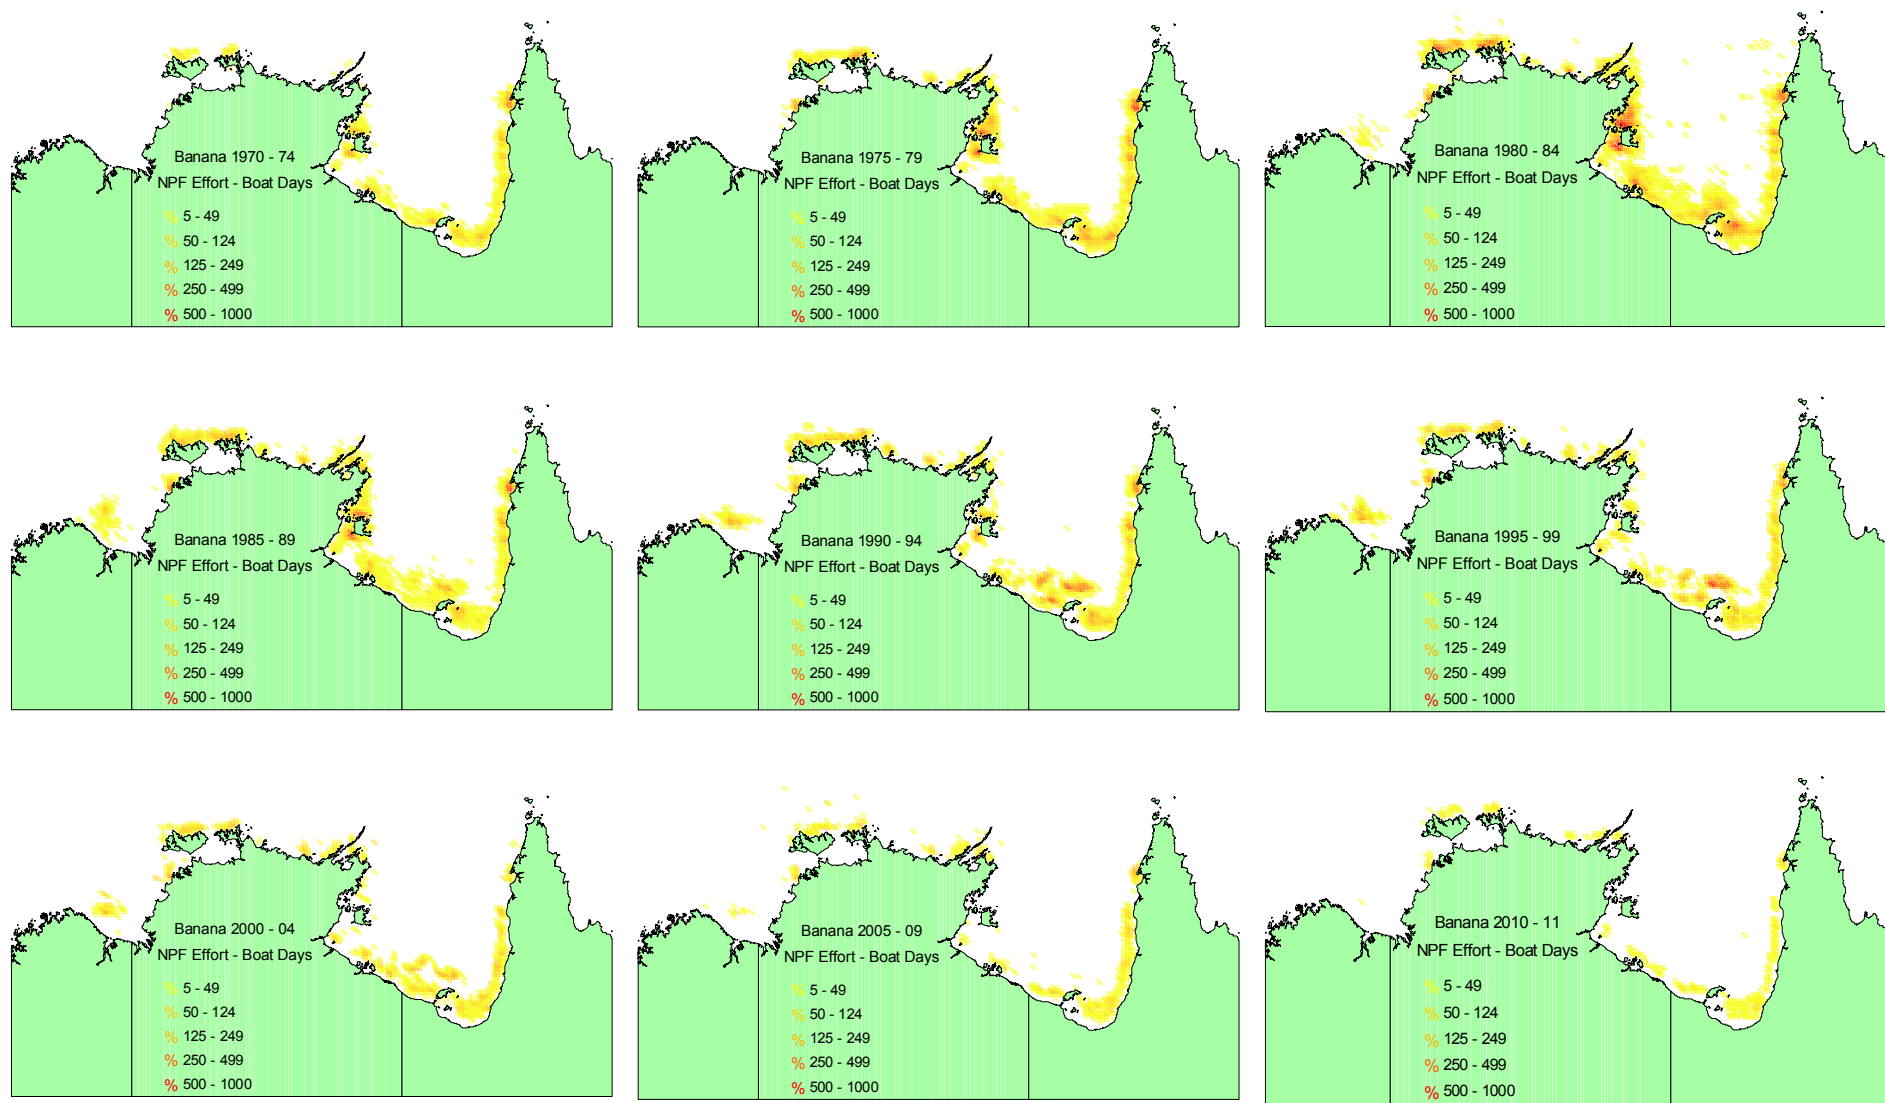 Banana 1970 - 74
NPF Effort - Boat Days
% 5 - 49
% 50 - 124
% 125 - 249
% 250 - 499
% 500 - 1000
Banana 1975 - 79
NPF Effort - Boat Days
% 5 - 49
% 50 - 124
% 125 - 249
% 250 - 499
% 500 - 1000
Banana 1980 - 84
NPF Effort - Boat Days
% 5 - 49
% 50 - 124
% 125 - 249
% 250 - 499
% 500 - 1000
Banana 1985 - 89
NPF Effort - Boat Days
% 5 - 49
% 50 - 124
% 125 - 249
% 250 - 499
% 500 - 1000
Banana 1990 - 94
NPF Effort - Boat Days
% 5 - 49
% 50 - 124
% 125 - 249
% 250 - 499
% 500 - 1000
Banana 1995 - 99
NPF Effort - Boat Days
% 5 - 49
% 50 - 124
% 125 - 249
% 250 - 499
% 500 - 1000
Banana 2000 - 04
NPF Effort - Boat Days
% 5 - 49
% 50 - 124
% 125 - 249
% 250 - 499
% 500 - 1000
Banana 2005 - 09
NPF Effort - Boat Days
% 5 - 49
% 50 - 124
% 125 - 249
% 250 - 499
% 500 - 1000
Banana 2010 - 11
NPF Effort - Boat Days
% 5 - 49
% 50 - 124
% 125 - 249
% 250 - 499
% 500 - 1000